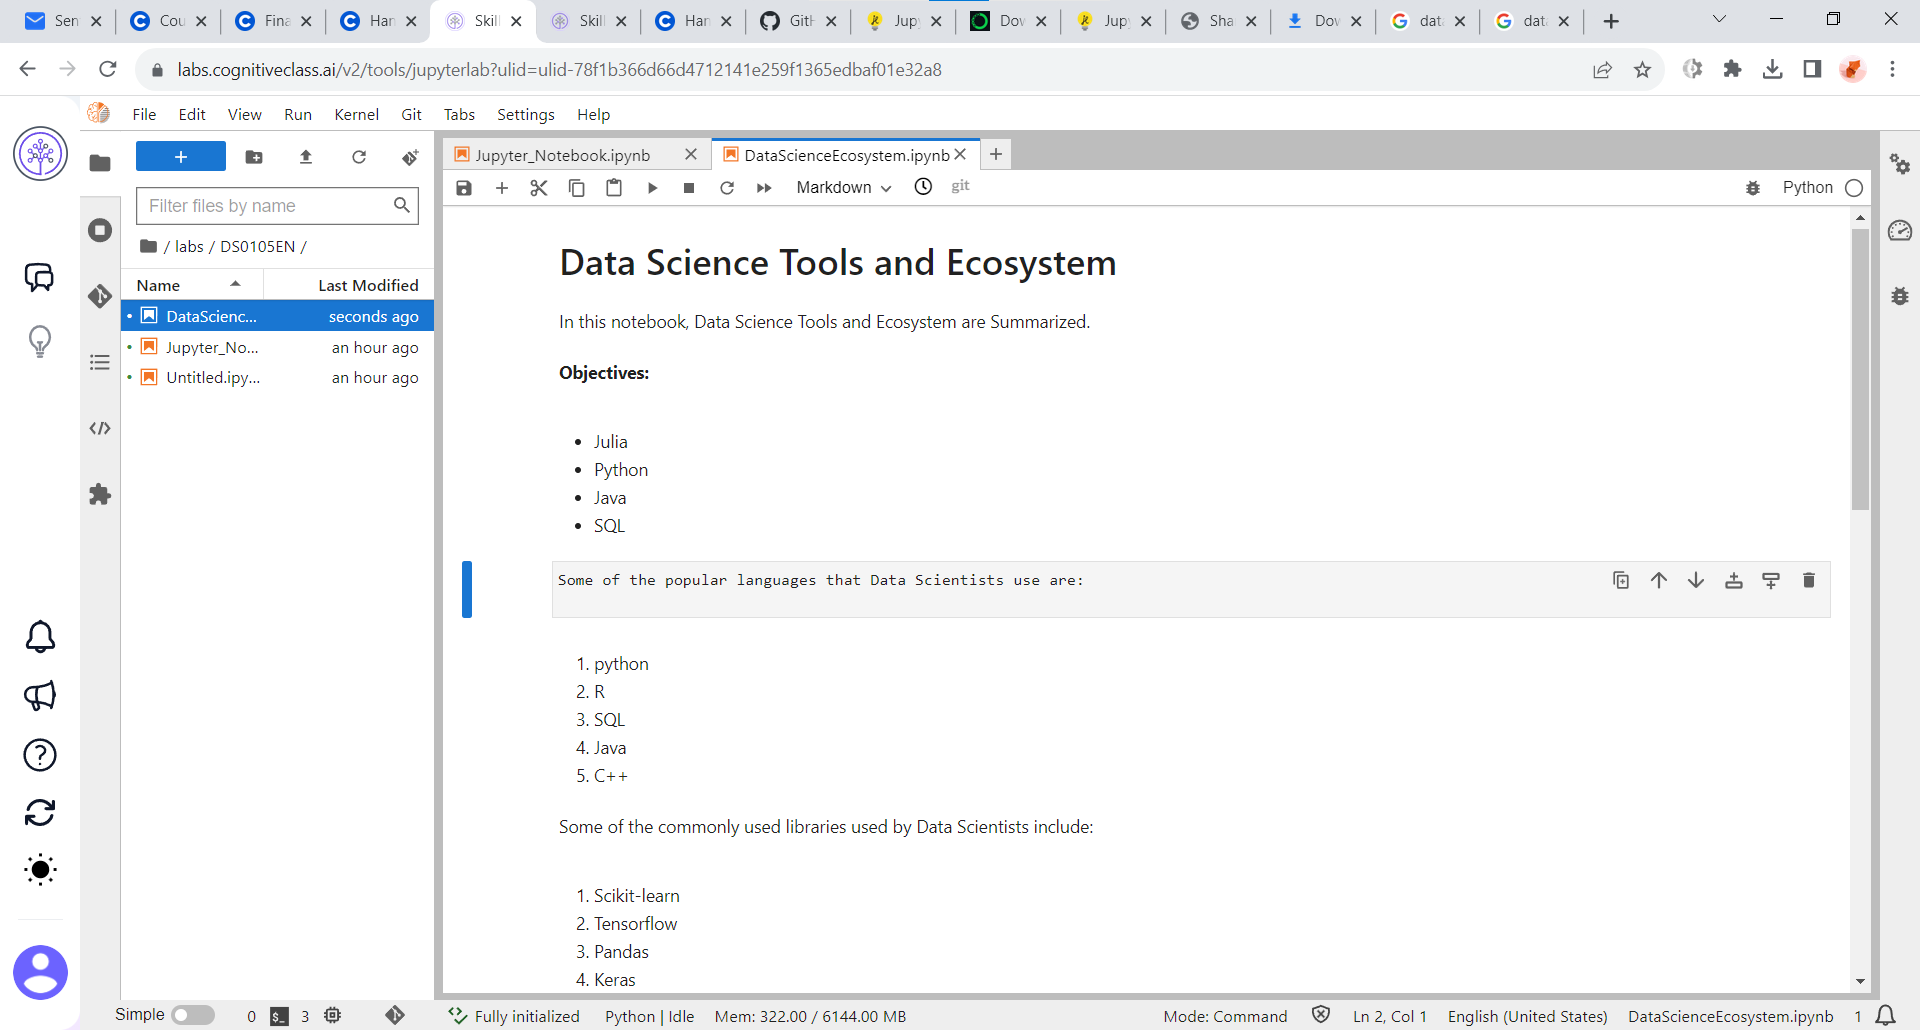 Sen
Cou
Fina
Han
Skill
Skill
Han
GitH
Jupy
Dow
Jupy
Sha
Dow
data
data
labs.cognitiveclass.ai/v2/tools/jupyterlab?ulid=ulid-78f1b366d66d4712141e259f1365edbaf01e32a8
File Edit View Run Kernel Git Tabs Settings Help
Jupyter_Notebook.ipynb
DataScienceEcosystem.ipynb
Markdown
git
Python
Filter files by name
/ labs / DS0105EN /
Name Last Modified
DataScienc... seconds ago
Jupyter_No... an hour ago
Untitled.ipy... an hour ago
Data Science Tools and Ecosystem
In this notebook, Data Science Tools and Ecosystem are Summarized.
Objectives:
• Julia
• Python
• Java
• SQL
Some of the popular languages that Data Scientists use are:
1. python
2. R
3. SQL
4. Java
5. C++
Some of the commonly used libraries used by Data Scientists include:
1. Scikit-learn
2. Tensorflow
3. Pandas
4. Keras
Simple 0 $_ 3 Fully initialized Python | Idle Mem: 322.00 / 6144.00 MB Mode: Command Ln 2, Col 1 English (United States) DataScienceEcosystem.ipynb 1